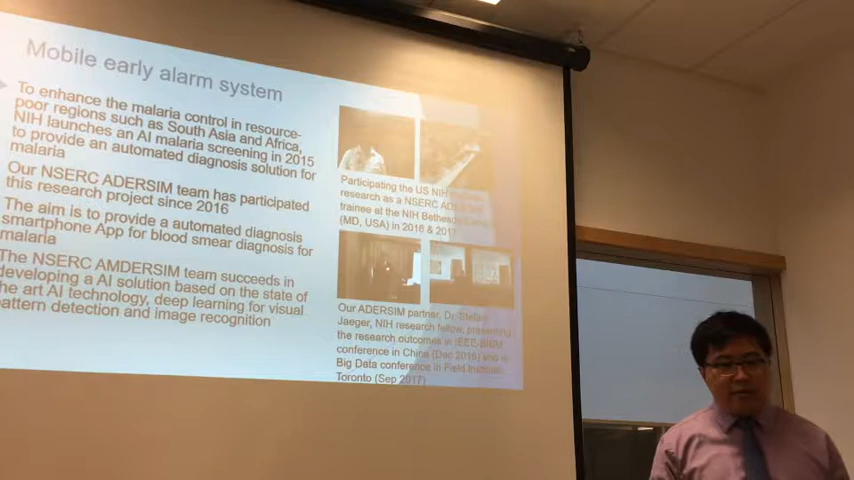 Mobile early alarm system
To enhance the malaria control in resource-
poor regions such as South Asia and Africa,
NIH launches an AI malaria screening in 2015
to provide an automated diagnosis solution for
malaria
Our NSERC ADERSIM team has participated
this research project since 2016
The aim is to provide a automated diagnosis
smartphone App for blood smear diagnosis for
malaria
The NSERC AMDERSIM team succeeds in
developing a AI solution based on the state of
the art AI technology, deep learning for visual
pattern detection and image recognition
Participating the US NIH
research as a NSERC
trainee at the NIH Bethesda
(MD, USA) in 2016 & 2017
Our ADERSIM partner, Dr. Stefan
Jaeger, NIH research fellow, presenting
the research outcomes in IEEE-BIBM
conference in China (Dec 2016) and in
Big Data conference in Field Institute
Toronto (Sep 2017)